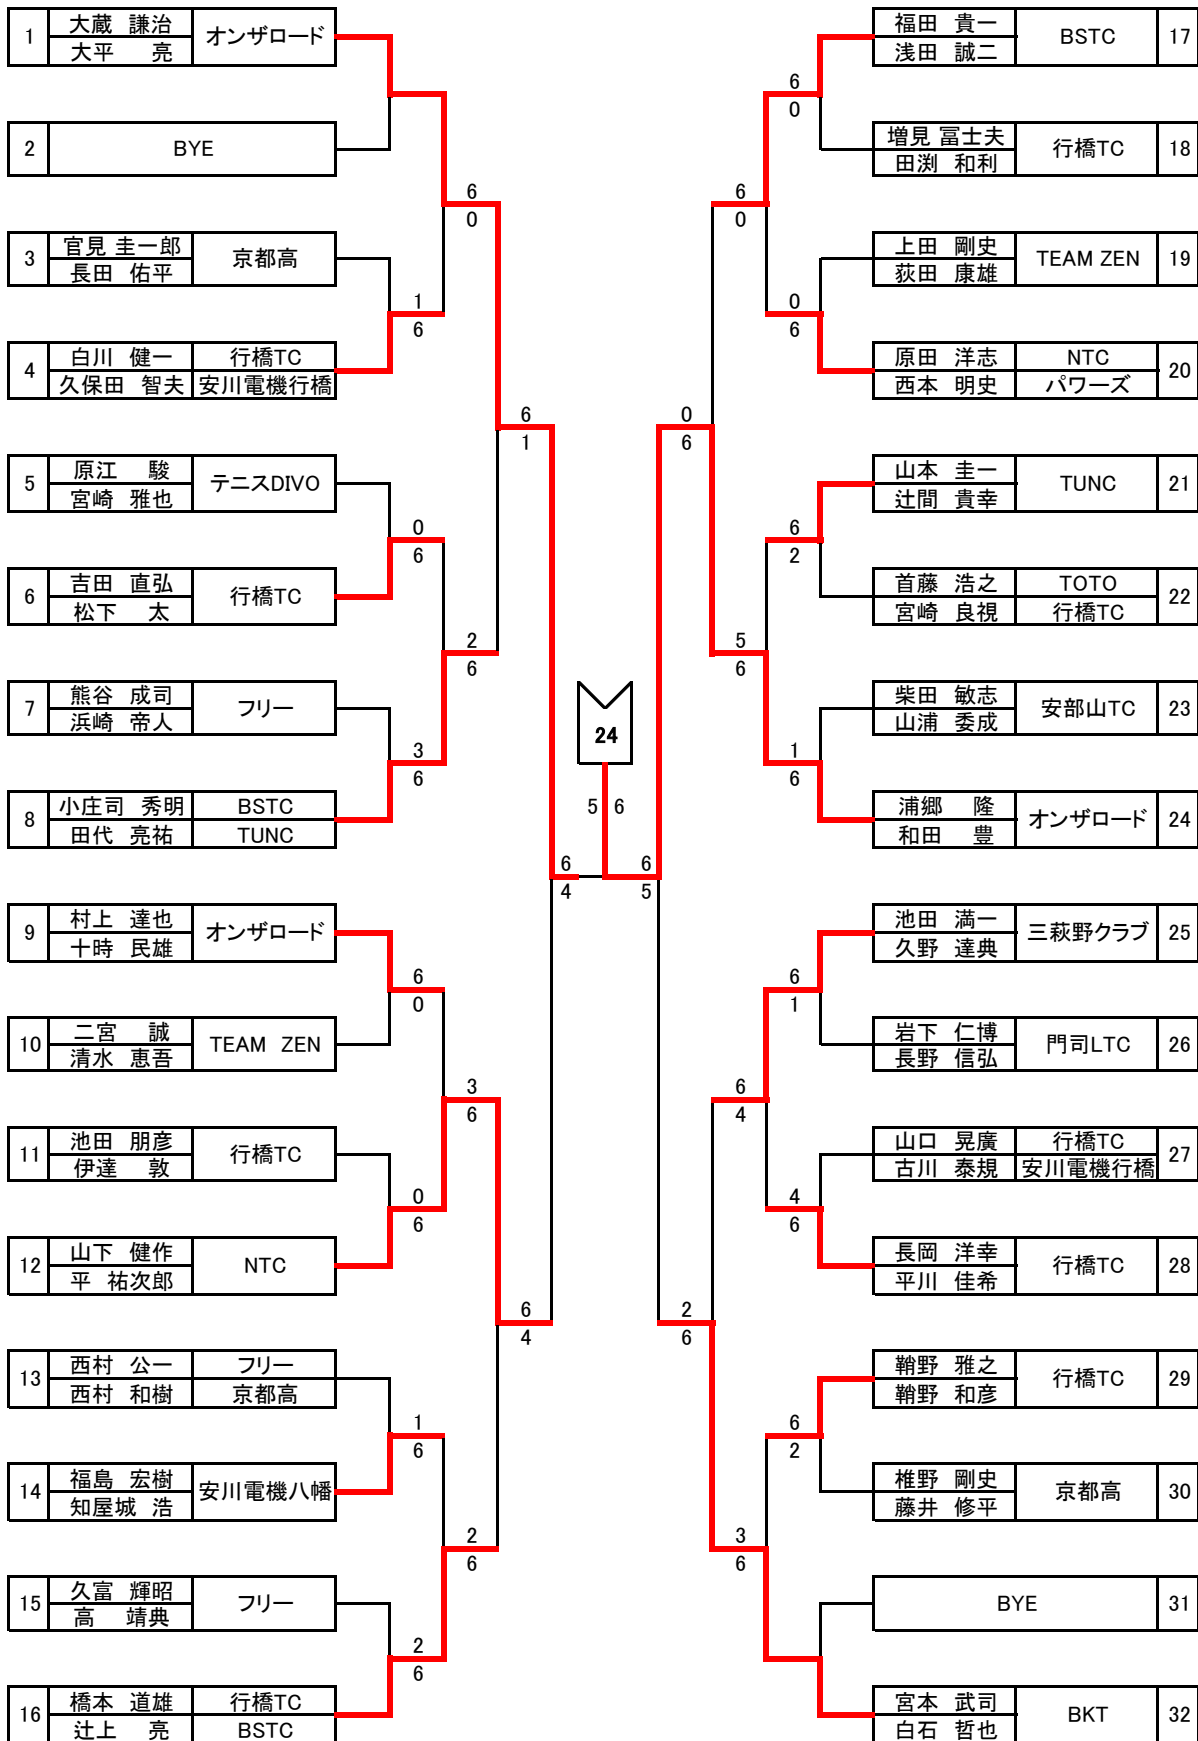 1 大蔵 謙治 オンザロード
大平 亮
2 BYE
6
0
3 官見 圭一郎 京都高
長田 佑平
1
6
4 白川 健一 行橋TC
久保田 智夫 安川電機行橋
6
1
5 原江 駿 テニスDIVO
宮崎 雅也
0
6
6 吉田 直弘 行橋TC
松下 太
2
6
7 熊谷 成司 フリー
浜崎 帝人
3
6
8 小庄司 秀明 BSTC
田代 亮祐 TUNC
6
4
9 村上 達也 オンザロード
十時 民雄
6
0
10 二宮 誠 TEAM ZEN
清水 恵吾
3
6
11 池田 朋彦 行橋TC
伊達 敦
0
6
12 山下 健作 NTC
平 祐次郎
6
4
13 西村 公一 フリー
西村 和樹 京都高
1
6
14 福島 宏樹 安川電機八幡
知屋城 浩
2
6
15 久富 輝昭 フリー
高 靖典
2
6
16 橋本 道雄 行橋TC
辻上 亮 BSTC
24
5 6
福田 貴一 BSTC 17
浅田 誠二
6
0
増見 冨士夫 行橋TC 18
田渕 和利
6
0
上田 剛史 TEAM ZEN 19
荻田 康雄
0
6
原田 洋志 NTC 20
西本 明史 パワーズ
0
6
山本 圭一 TUNC 21
辻間 貴幸
6
2
首藤 浩之 TOTO 22
宮崎 良視 行橋TC
5
6
柴田 敏志 安部山TC 23
山浦 委成
1
6
浦郷 隆 オンザロード 24
和田 豊
6
5
池田 満一 三萩野クラブ 25
久野 達典
6
1
岩下 仁博 門司LTC 26
長野 信弘
6
4
山口 晃廣 行橋TC 27
古川 泰規 安川電機行橋
4
6
長岡 洋幸 行橋TC 28
平川 佳希
2
6
鞘野 雅之 行橋TC 29
鞘野 和彦
6
2
椎野 剛史 京都高 30
藤井 修平
3
6
BYE 31
宮本 武司 BKT 32
白石 哲也